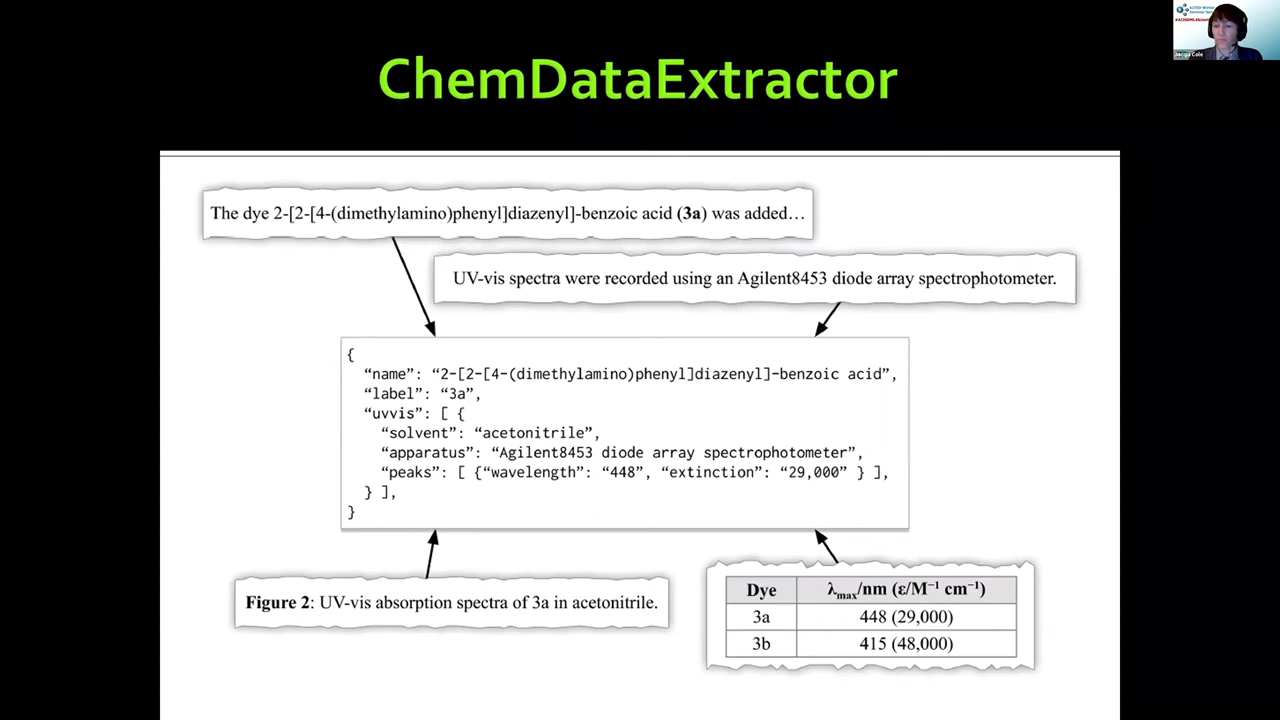 ChemDataExtractor
Jacqui Cole
The dye 2-[2-[4-(dimethylamino)phenyl]diazenyl]-benzoic acid (3a) was added…
UV-vis spectra were recorded using an Agilent8453 diode array spectrophotometer.
{
“name”: “2-[2-[4-(dimethylamino)phenyl]diazenyl]-benzoic acid”,
“label”: “3a”,
“uvvis”: [ {
“solvent”: “acetonitrile”,
“apparatus”: “Agilent8453 diode array spectrophotometer”,
“peaks”: [ {“wavelength”: “448”, “extinction”: “29,000” } ],
} ],
}
Figure 2: UV-vis absorption spectra of 3a in acetonitrile.
Dye λmax/nm (ε/M⁻¹ cm⁻¹)
3a 448 (29,000)
3b 415 (48,000)